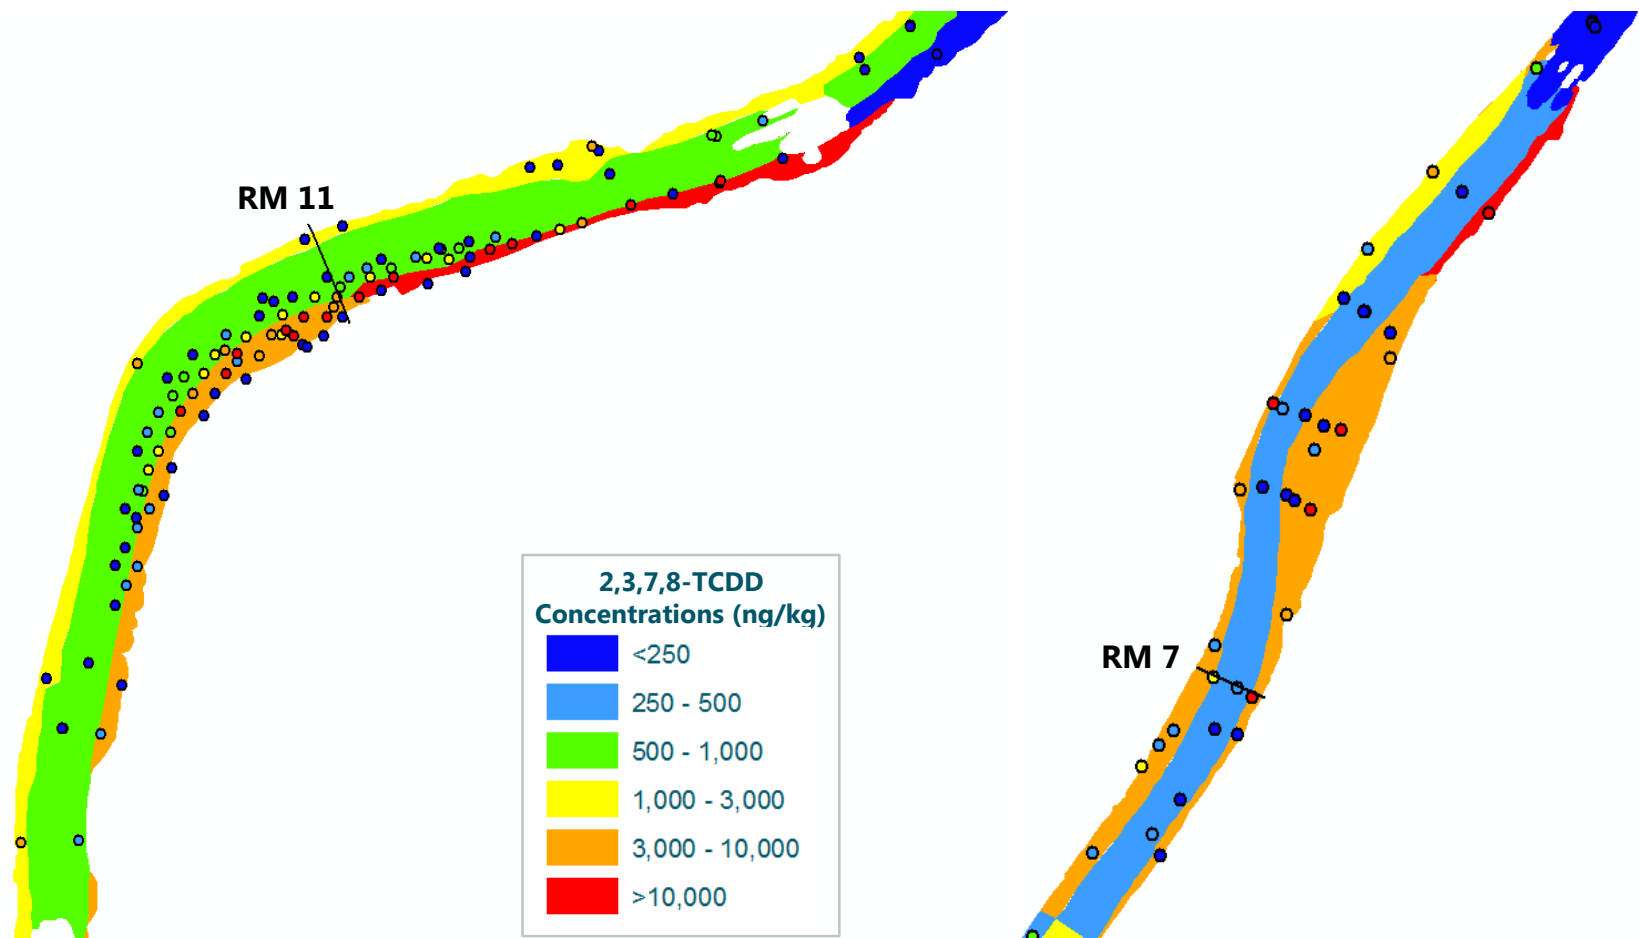 RM 11
2,3,7,8-TCDD
Concentrations (ng/kg)
<250
250 - 500
500 - 1,000
1,000 - 3,000
3,000 - 10,000
>10,000
RM 7